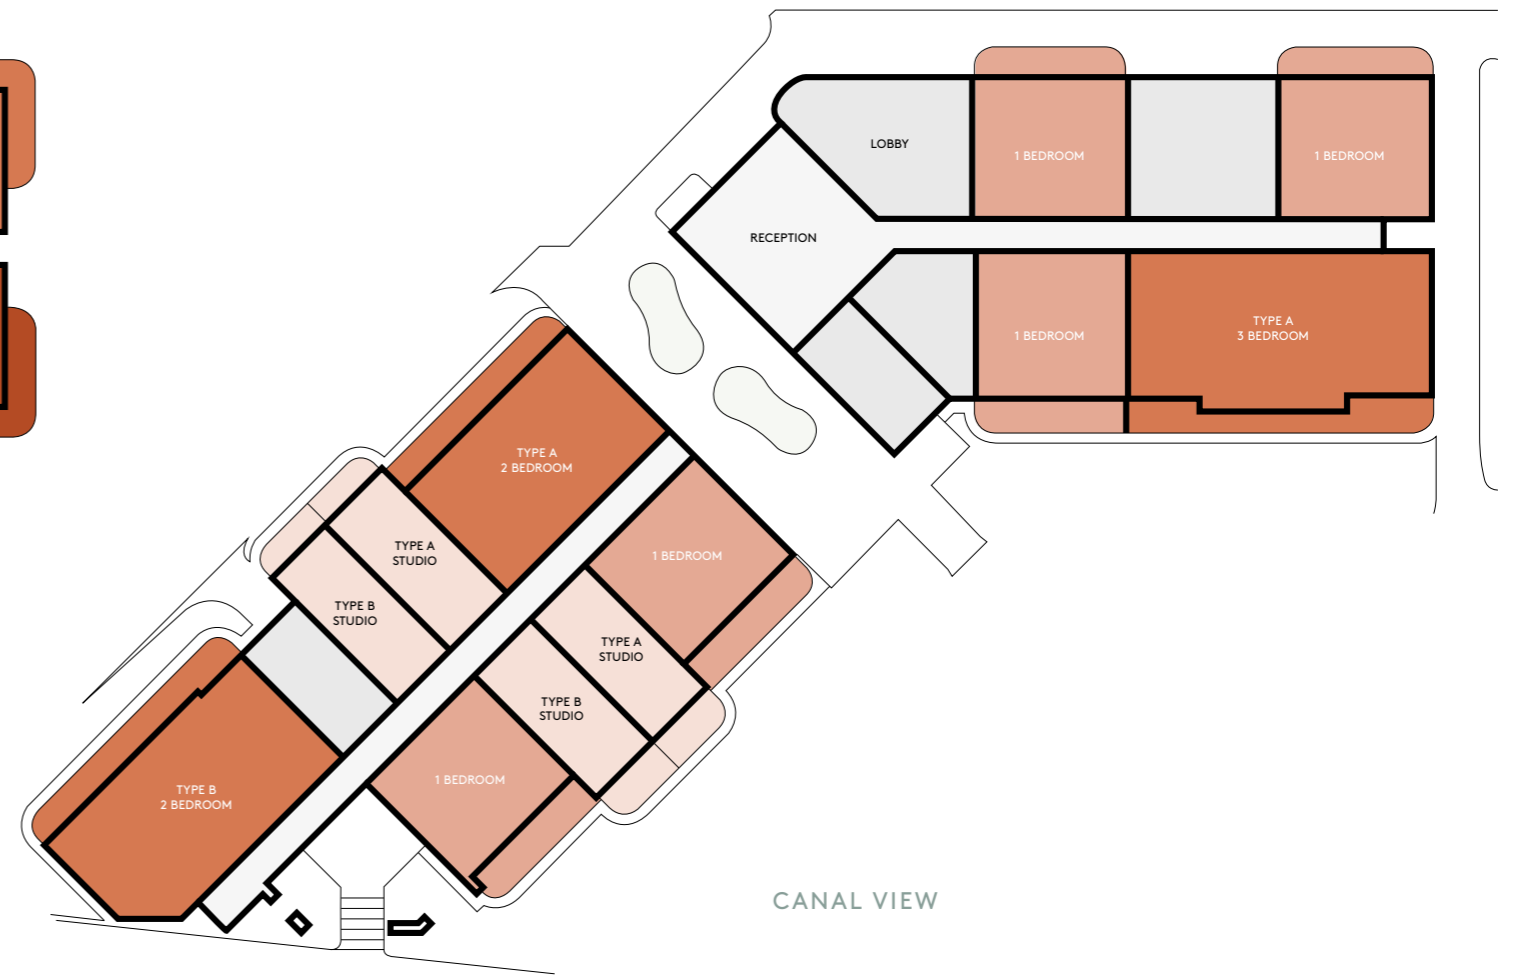 LOBBY
1 BEDROOM
1 BEDROOM
RECEPTION
1 BEDROOM
TYPE A
3 BEDROOM
TYPE A
2 BEDROOM
TYPE A
STUDIO
1 BEDROOM
TYPE B
STUDIO
TYPE A
STUDIO
TYPE B
STUDIO
1 BEDROOM
TYPE B
2 BEDROOM
CANAL VIEW